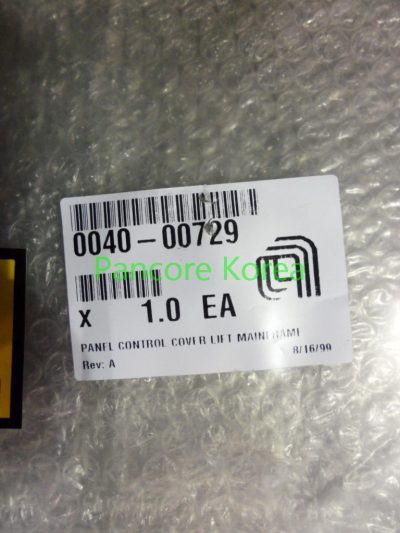 0040-00729
Pancore Korea
X 1.0 EA
PANEL CONTROL COVER LIFT MAINFRAME
8/16/99
Rev: A